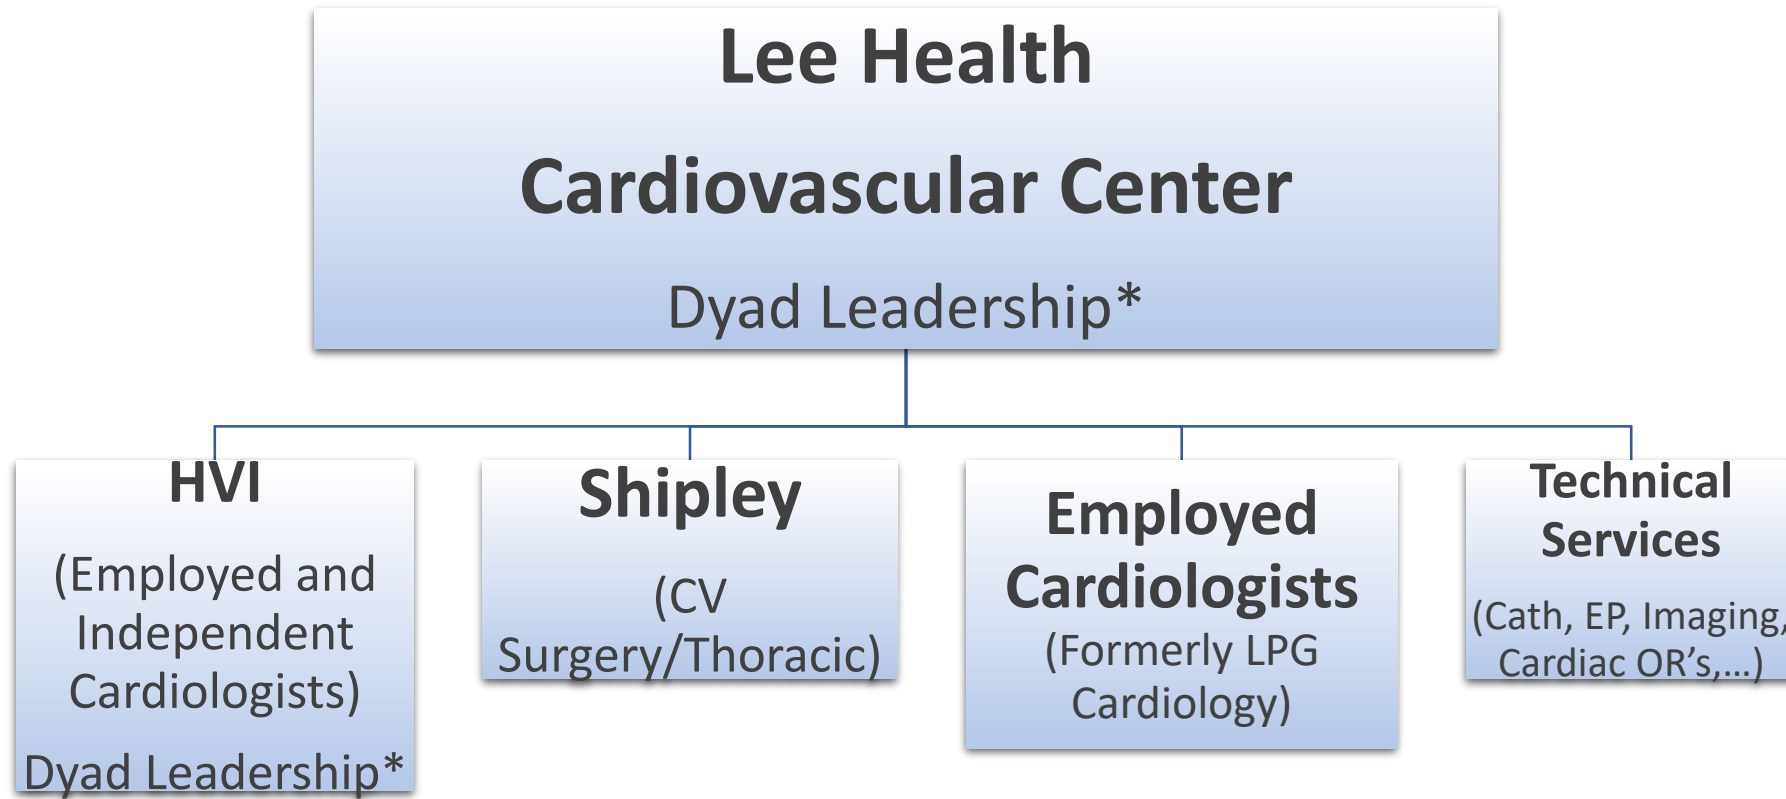 Lee Health
Cardiovascular Center
Dyad Leadership*
HVI
(Employed and
Independent
Cardiologists)
Dyad Leadership*
Shipley
(CV
Surgery/Thoracic)
Employed
Cardiologists
(Formerly LPG
Cardiology)
Technical
Services
(Cath, EP, Imaging,
Cardiac OR’s,...)